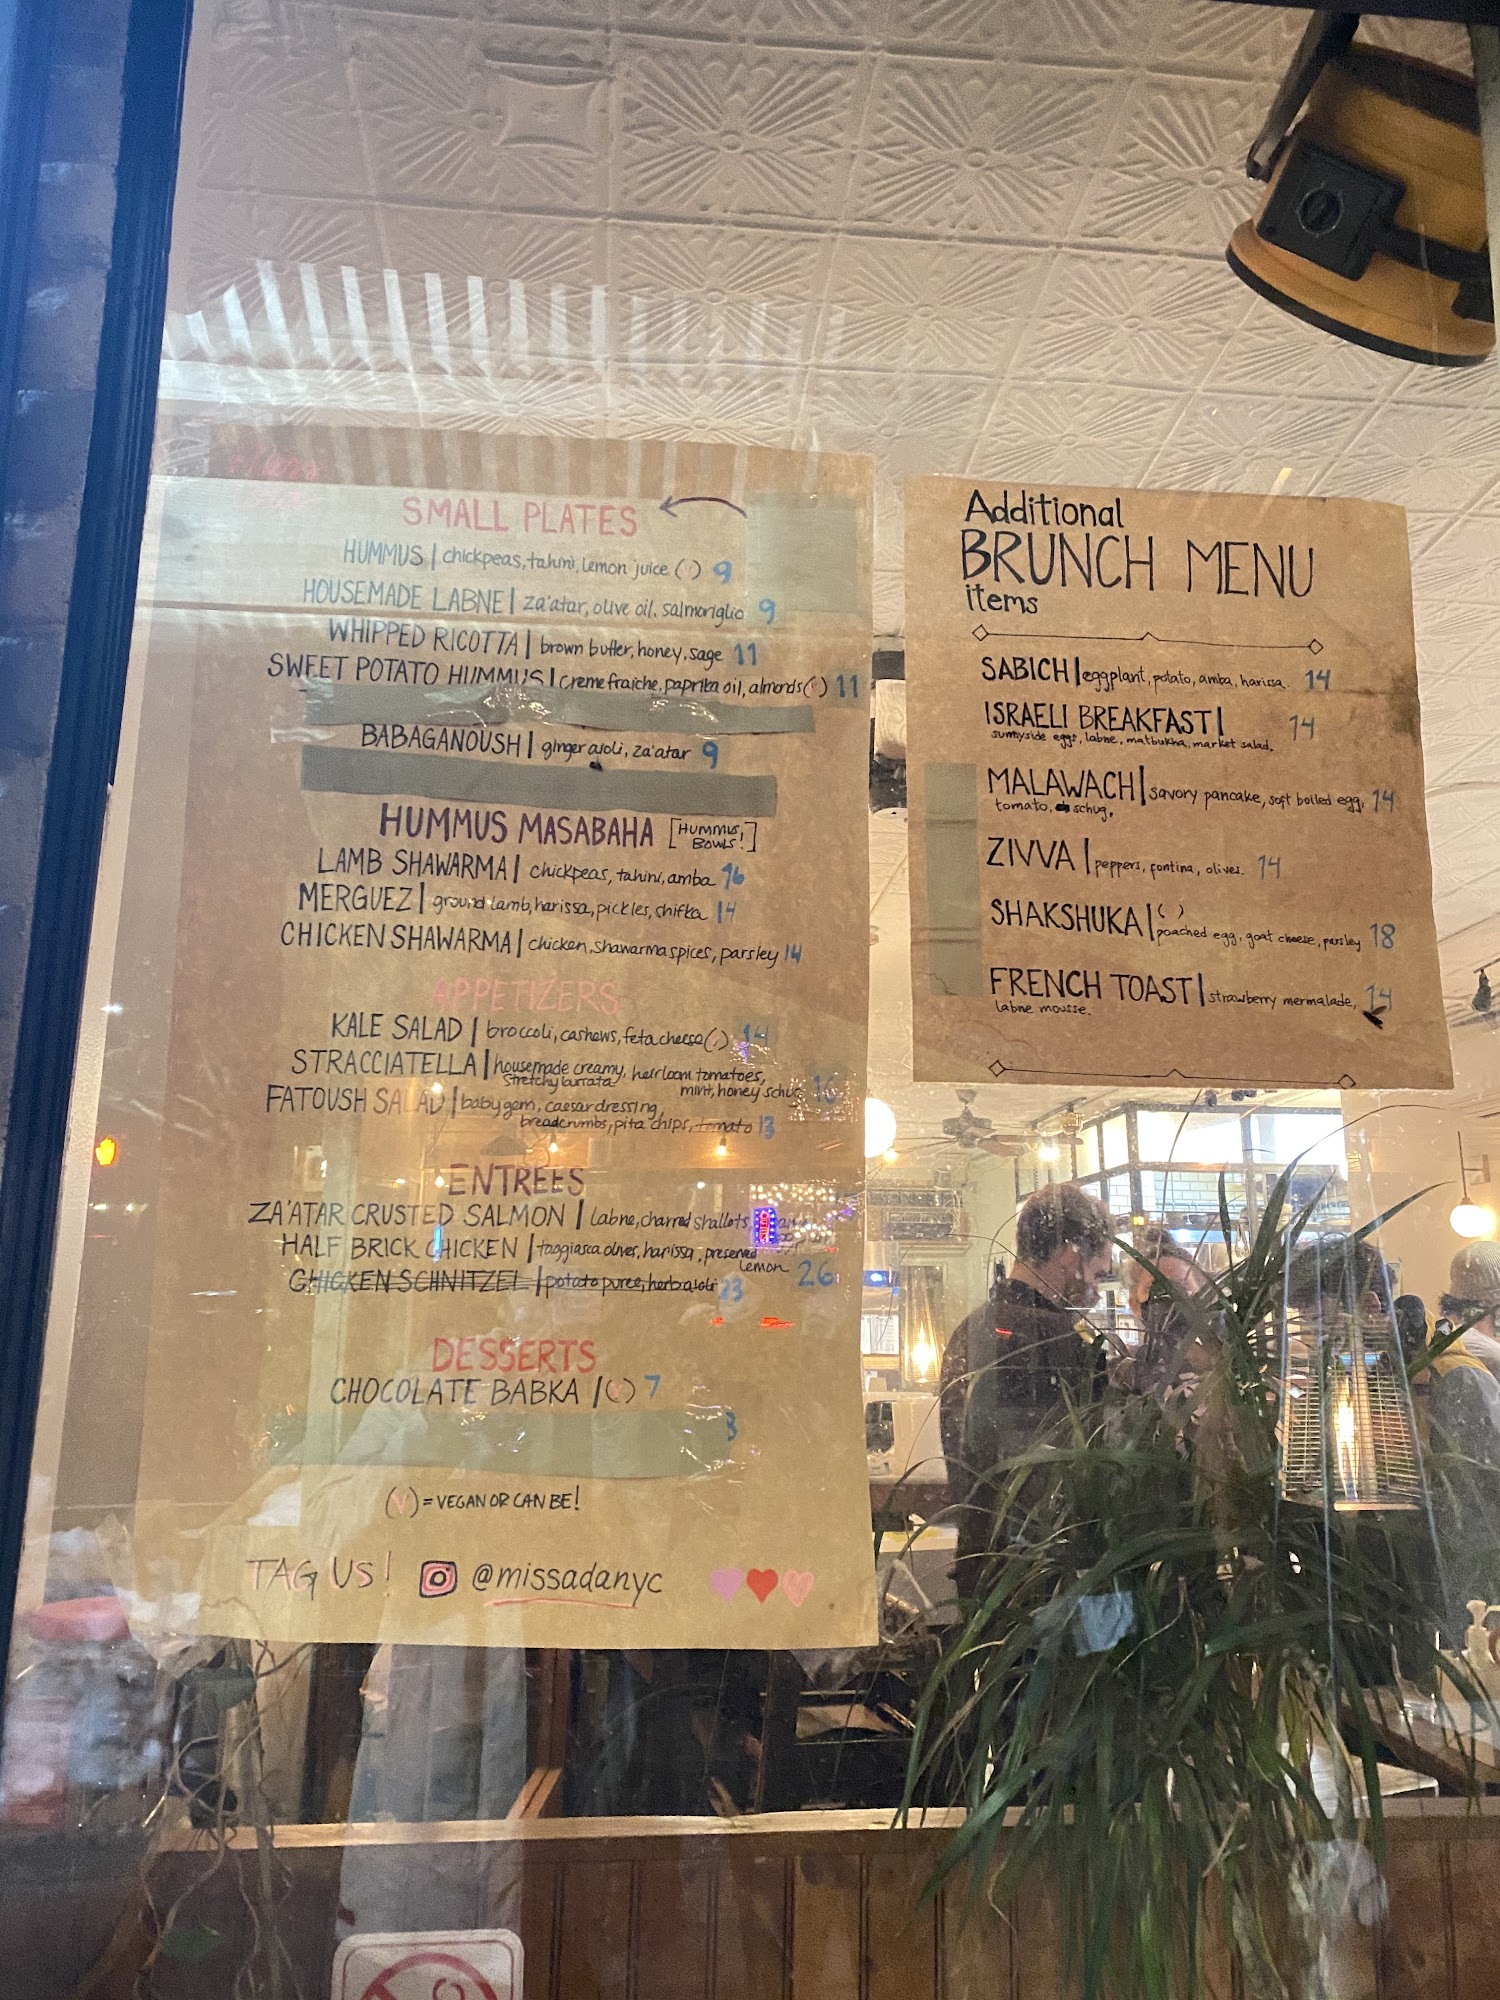 SMALL PLATES
HUMMUS | chickpeas, tahini, lemon juice (v) 9
HOUSEMADE LABNE | za'atar, olive oil, salmoriglio 9
WHIPPED RICOTTA | brown butter, honey, sage 11
SWEET POTATO HUMMUS | creme fraiche, paprika oil, almonds (v) 11
BABAGANOUSH | ginger aioli, za'atar 9
HUMMUS MASABAHA [HUMMUS BOWLS!]
LAMB SHAWARMA | chickpeas, tahini, amba 16
MERGUEZ | ground lamb, harissa, pickles, shifka 14
CHICKEN SHAWARMA | chicken, shawarma spices, parsley 14
APPETIZERS
KALE SALAD | broccoli, cashews, feta cheese (v) 14
STRACCIATELLA | housemade creamy, heirloom tomatoes,
stretchy burrata mint, honey schug 16
FATOUSH SALAD | baby gem, caesar dressing,
breadcrumbs, pita chips, tomato 13
ENTREES
ZA'ATAR CRUSTED SALMON | labne, charred shallots,
HALF BRICK CHICKEN | taggiasca olives, harissa, preserved
lemon 26
CHICKEN SCHNITZEL | potato puree, herb aioli 23
DESSERTS
CHOCOLATE BABKA | (v) 7
3
(v) = VEGAN OR CAN BE!
TAG US! @missadanyc
Additional
BRUNCH MENU
items
SABICH | eggplant, potato, amba, harissa. 14
ISRAELI BREAKFAST | 14
sunnyside eggs, labne, matbukha, market salad.
MALAWACH | savory pancake, soft boiled egg, 14
tomato, schug.
ZIVVA | peppers, fontina, olives. 14
SHAKSHUKA | ( )
poached egg, goat cheese, parsley 18
FRENCH TOAST | strawberry mermalade, 14
labne mousse.